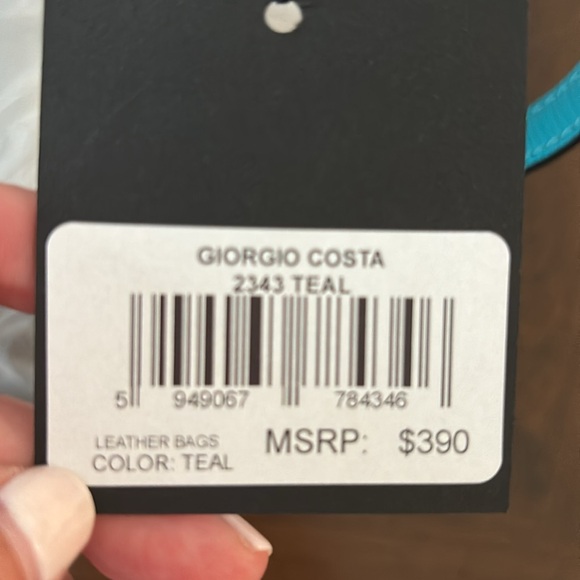 GIORGIO COSTA
2343 TEAL
5 949067 784346
LEATHER BAGS MSRP: $390
COLOR: TEAL